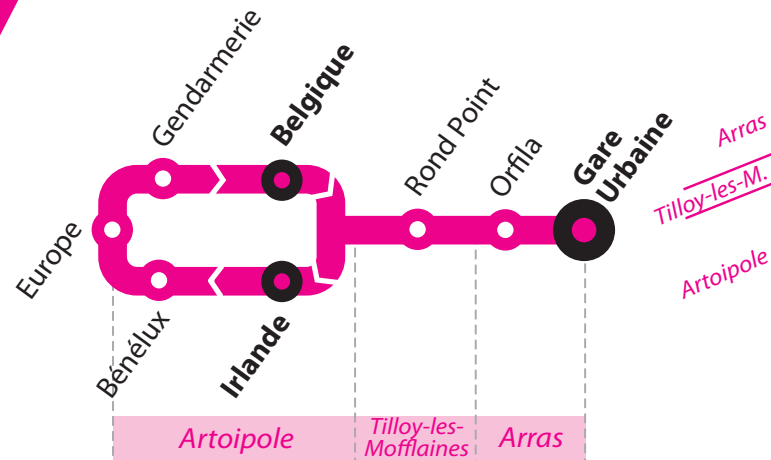 Gendarmerie
Belgique
Rond Point
Orfila
Gare
Urbaine
Arras
Tilloy-les-M.
Artoipole
Europe
Bénélux
Irlande
Artoipole
Tilloy-les-
Mofflaines
Arras